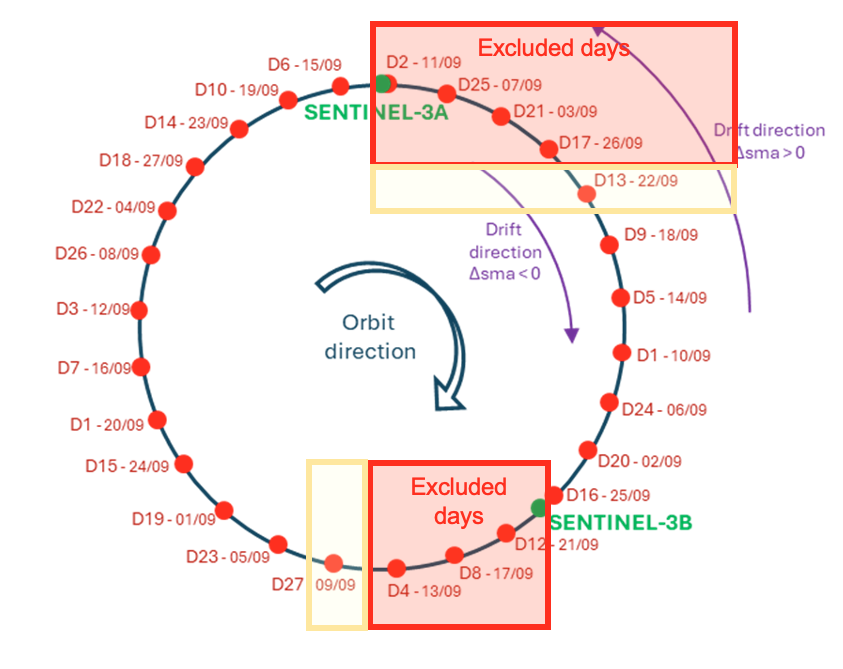 Excluded days
D6 - 15/09
D2 - 11/09
D10 - 19/09
D25 - 07/09
SENTINEL-3A
D14 - 23/09
D21 - 03/09
Drift direction
Δsma > 0
D17 - 26/09
D18 - 27/09
D13 - 22/09
D22 - 04/09
Drift
direction
Δsma < 0
D9 - 18/09
D26 - 08/09
D5 - 14/09
D3 - 12/09
Orbit
direction
D1 - 10/09
D7 - 16/09
D24 - 06/09
D1 - 20/09
D20 - 02/09
D15 - 24/09
Excluded
days
D16 - 25/09
SENTINEL-3B
D19 - 01/09
D12 - 21/09
D23 - 05/09
D8 - 17/09
D27 09/09
D4 - 13/09